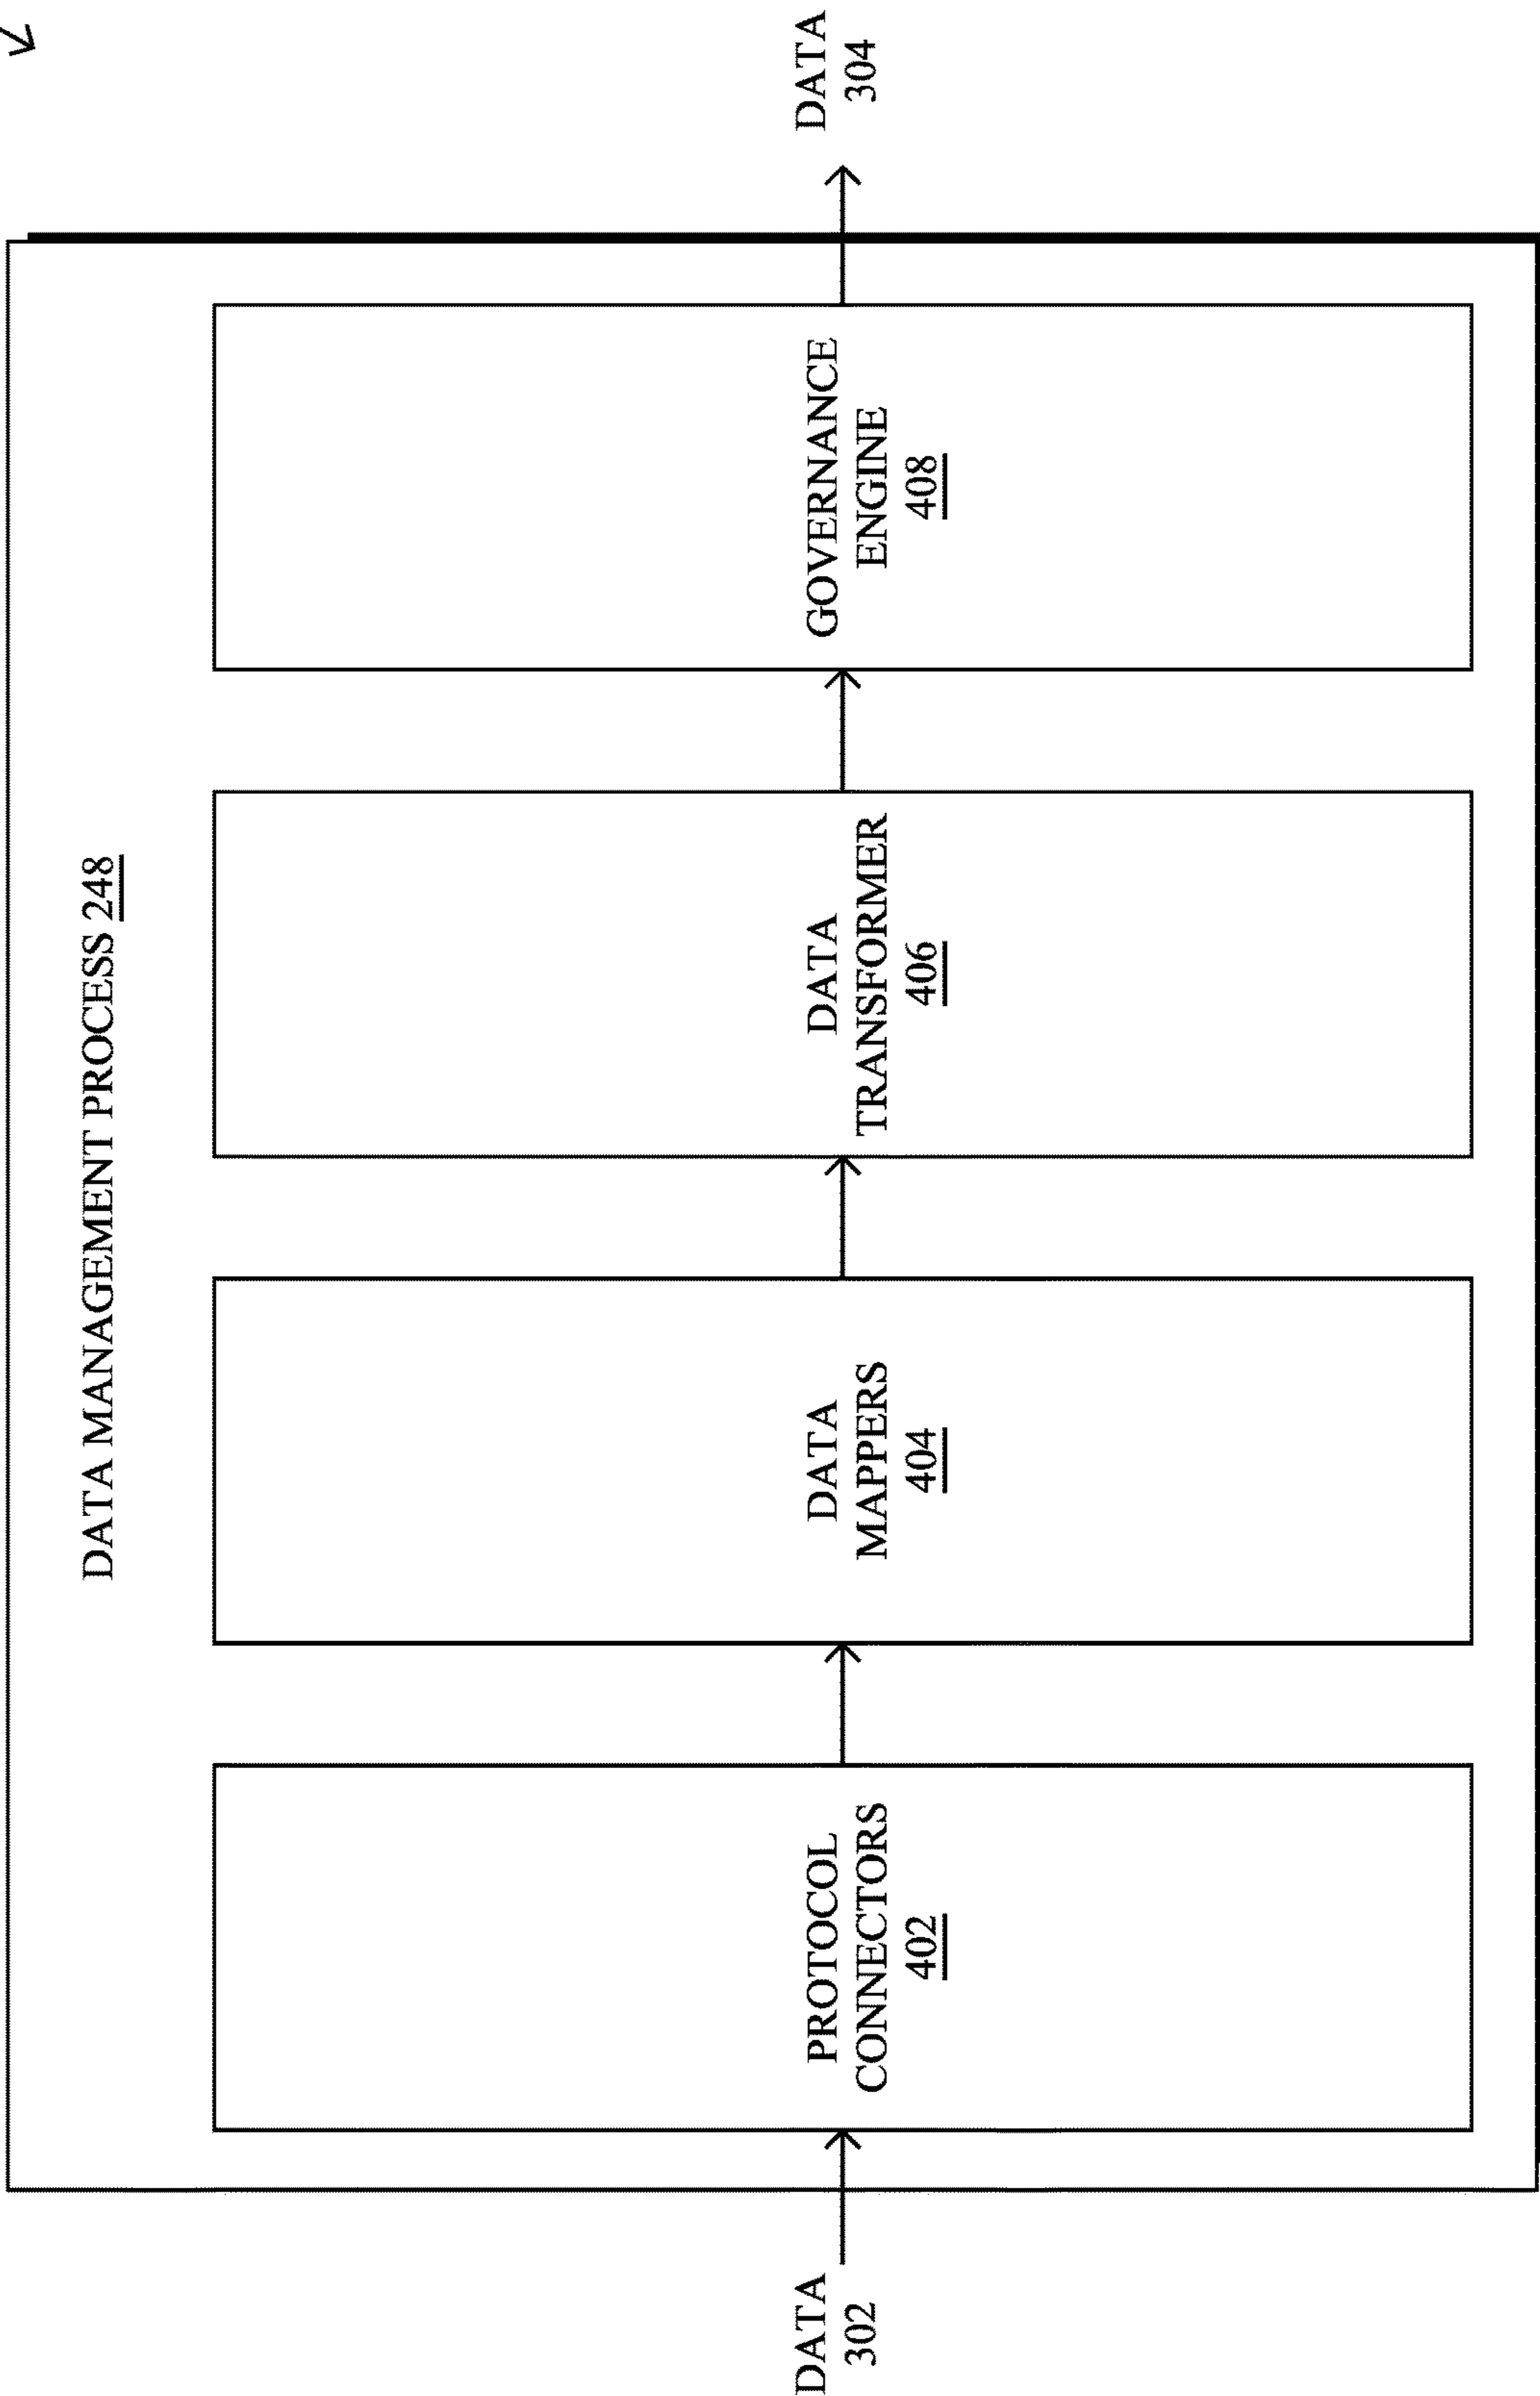 DATA MANAGEMENT PROCESS 248
DATA
302
PROTOCOL
CONNECTORS
402
DATA
MAPPERS
404
DATA
TRANSFORMER
406
GOVERNANCE
ENGINE
408
DATA
304